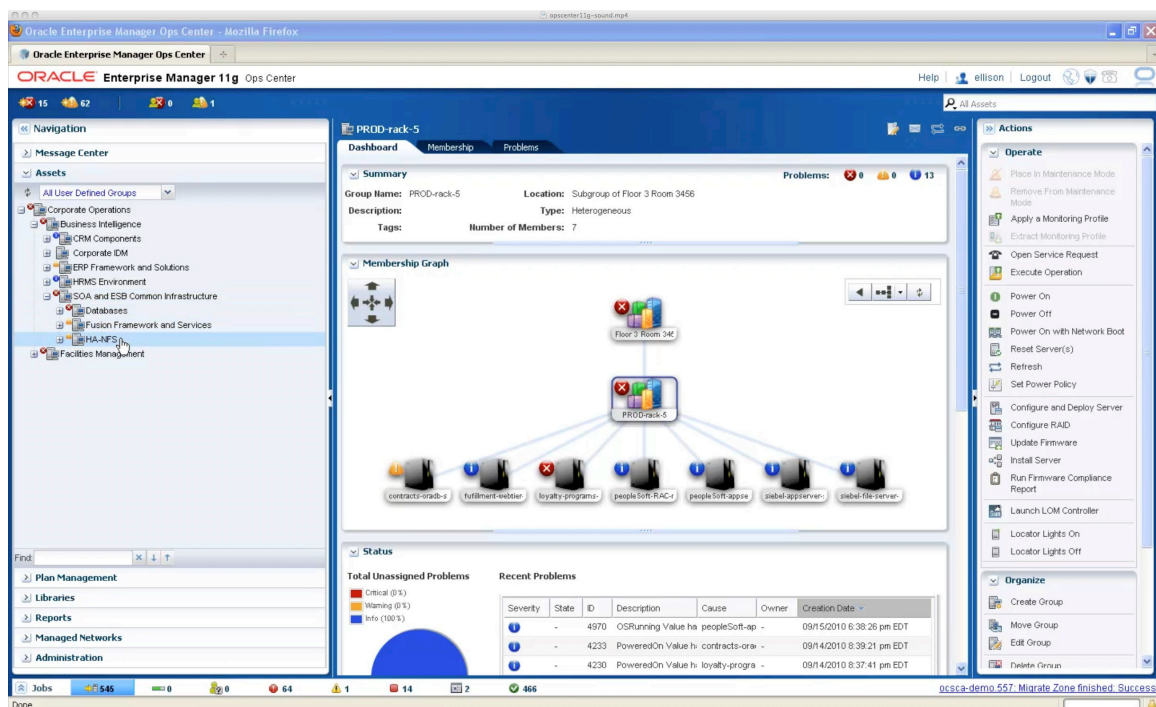 opscenter11g-sound.mp4
Oracle Enterprise Manager Ops Center - Mozilla Firefox
Oracle Enterprise Manager Ops Center
ORACLE Enterprise Manager 11g Ops Center
Help ellison Logout
15 62 0 1
All Assets
Navigation
Message Center
Assets
All User Defined Groups
Corporate Operations
Business Intelligence
CRM Components
Corporate IDM
ERP Framework and Solutions
HRMS Environment
SOA and ESB Common Infrastructure
Databases
Fusion Framework and Services
HA-NFS
Facilities Management
Find:
Plan Management
Libraries
Reports
Managed Networks
Administration
PROD-rack-5
Dashboard Membership Problems
Summary
Problems: 0 0 13
Group Name: PROD-rack-5 Location: Subgroup of Floor 3 Room 3456
Description: Type: Heterogeneous
Tags: Number of Members: 7
Membership Graph
Floor 3 Room 345
PROD-rack-5
contracts-oradb-s fulfillment-webtier- loyalty-programs- peopleSoft-RAC-r peopleSoft-appse siebel-appserver-: siebel-file-server-
Status
Total Unassigned Problems
Critical (0%)
Warning (0%)
Info (100%)
Recent Problems
Severity State ID Description Cause Owner Creation Date
- 4970 OSRunning Value ha peopleSoft-ap - 09/15/2010 6:38:26 pm EDT
- 4233 PoweredOn Value h contracts-ora - 09/14/2010 8:39:21 pm EDT
- 4230 PoweredOn Value h loyalty-progra - 09/14/2010 8:37:41 pm EDT
Actions
Operate
Place In Maintenance Mode
Remove From Maintenance
Mode
Apply a Monitoring Profile
Extract Monitoring Profile
Open Service Request
Execute Operation
Power On
Power Off
Power On with Network Boot
Reset Server(s)
Refresh
Set Power Policy
Configure and Deploy Server
Configure RAID
Update Firmware
Install Server
Run Firmware Compliance
Report
Launch LOM Controller
Locator Lights On
Locator Lights Off
Organize
Create Group
Move Group
Edit Group
Delete Group
Jobs 545 0 0 64 1 14 2 466
ocsca-demo.557: Migrate Zone finished: Success
Done